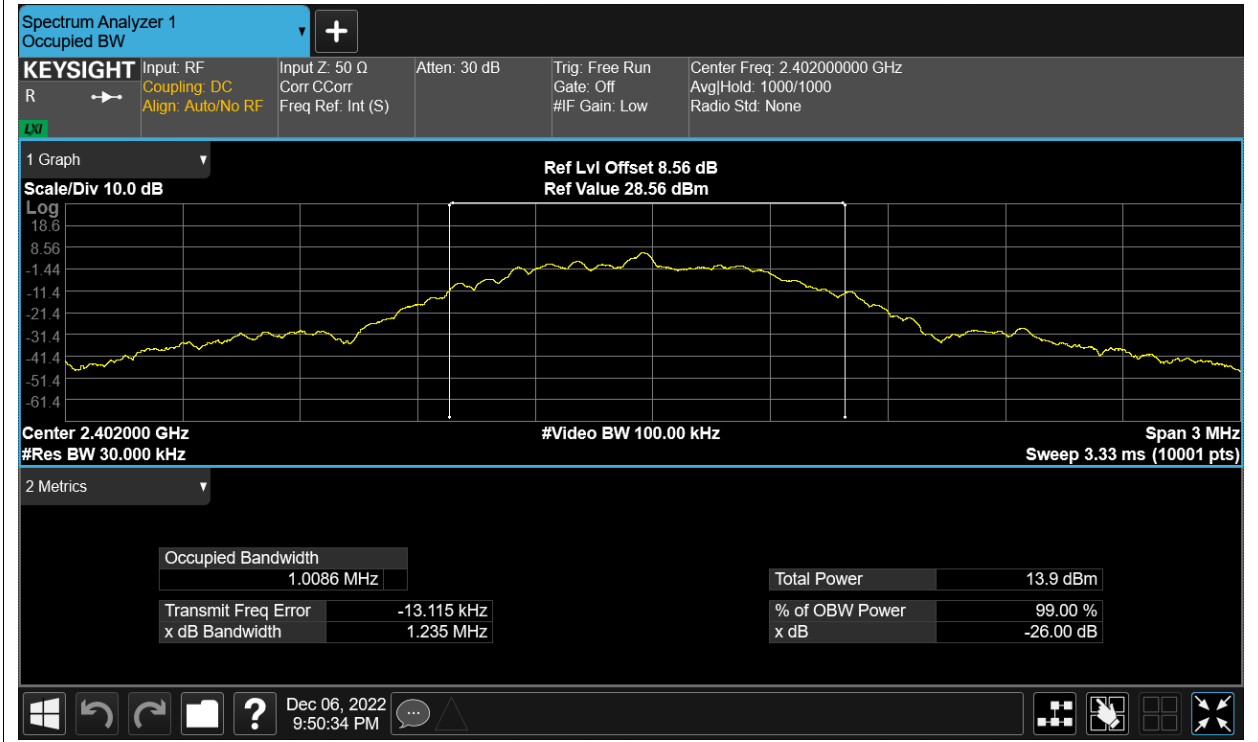 Spectrum Analyzer 1
Occupied BW
KEYSIGHT
R
LXI
Input: RF
Coupling: DC
Align: Auto/No RF
Input Z: 50 Ω
Corr CCorr
Freq Ref: Int (S)
Atten: 30 dB
Trig: Free Run
Gate: Off
#IF Gain: Low
Center Freq: 2.402000000 GHz
Avg|Hold: 1000/1000
Radio Std: None
1 Graph
Scale/Div 10.0 dB
Ref Lvl Offset 8.56 dB
Ref Value 28.56 dBm
Log
18.6
8.56
-1.44
-11.4
-21.4
-31.4
-41.4
-51.4
-61.4
Center 2.402000 GHz
#Res BW 30.000 kHz
#Video BW 100.00 kHz
Span 3 MHz
Sweep 3.33 ms (10001 pts)
2 Metrics
Occupied Bandwidth
1.0086 MHz
Total Power 13.9 dBm
Transmit Freq Error -13.115 kHz
% of OBW Power 99.00 %
x dB Bandwidth 1.235 MHz
x dB -26.00 dB
?
Dec 06, 2022
9:50:34 PM